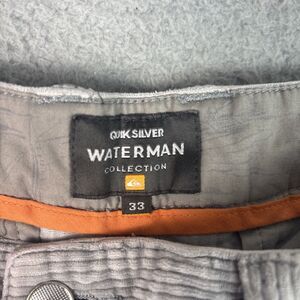 QUIKSILVER
WATERMAN
COLLECTION
33